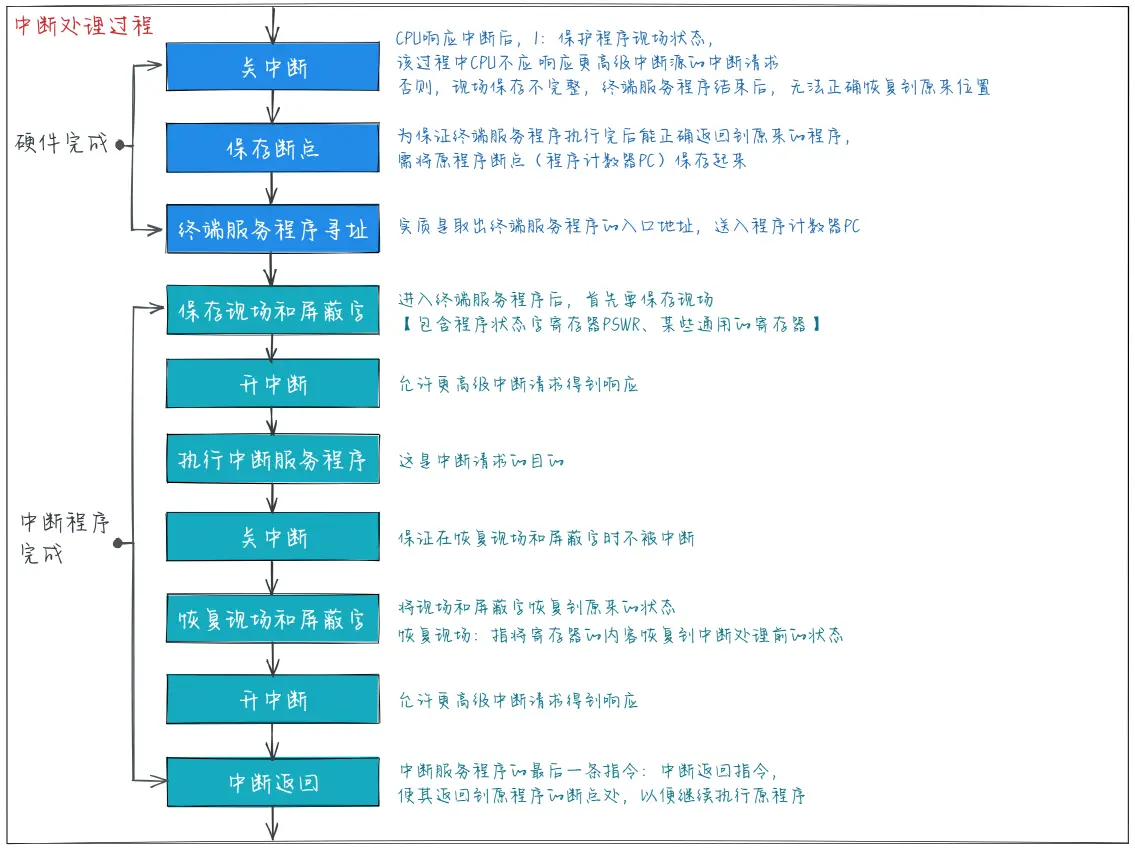 中断处理过程
CPU响应中断后，1：保护程序现场状态，
该过程中CPU不应 响应更高级中断源的中断请求
否则，现场保存不完整，终端服务程序结束后，无法正确恢复到原来位置
关中断
硬件完成
保存断点
为保证终端服务程序执行完后能正确返回到原来的程序，
需将原程序断点（程序计数器PC）保存起来
终端服务程序寻址
实质是取出终端服务程序的入口地址，送入程序计数器PC
保存现场和屏蔽字
进入终端服务程序后，首先要保存现场
【包含程序状态字寄存器PSWR、某些通用的寄存器】
开中断
允许更高级中断请求得到响应
执行中断服务程序
这是中断请求的目的
中断程序
完成
关中断
保证在恢复现场和屏蔽字时不被中断
恢复现场和屏蔽字
将现场和屏蔽字恢复到原来的状态
恢复现场：指将寄存器的内容恢复到中断处理前的状态
开中断
允许更高级中断请求得到响应
中断返回
中断服务程序的最后一条指令：中断返回指令，
使其返回到原程序的断点处，以便继续执行原程序